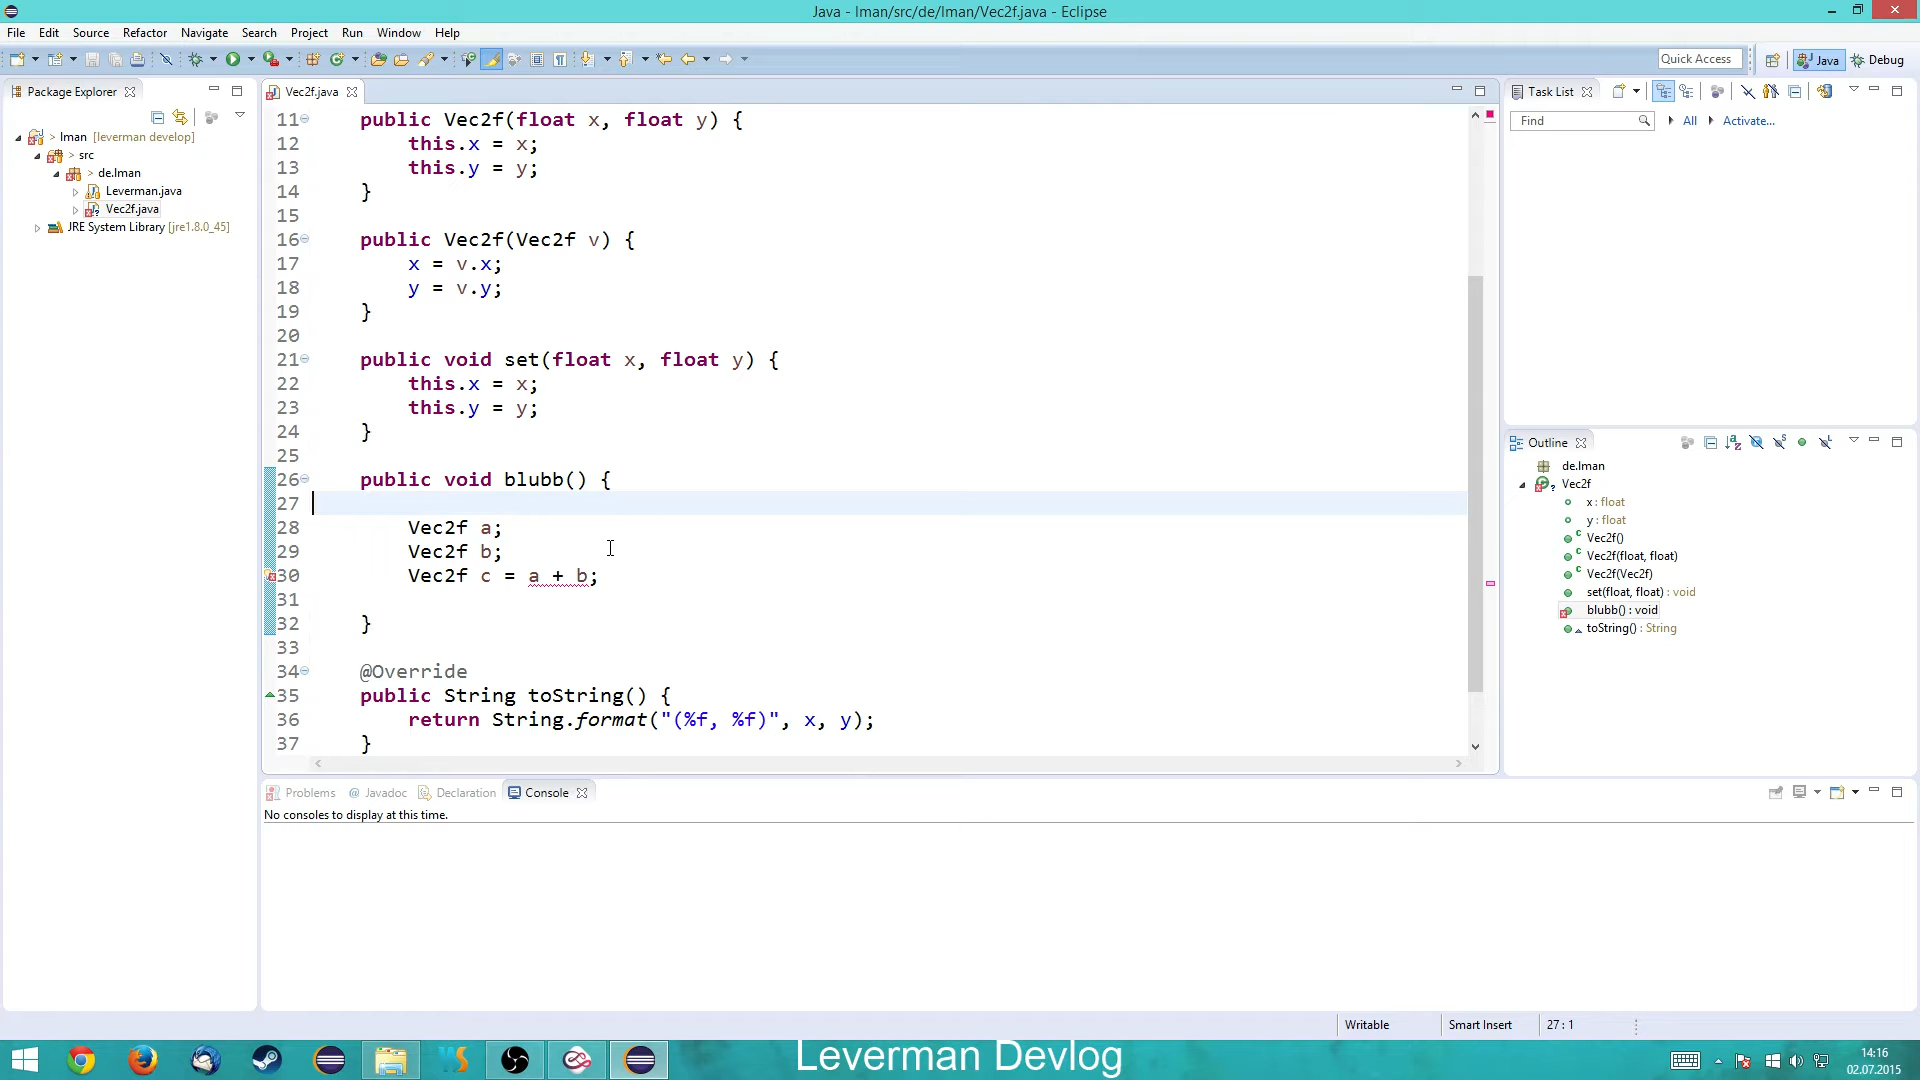 Java - lman/src/de/lman/Vec2f.java - Eclipse
File Edit Source Refactor Navigate Search Project Run Window Help
Quick Access Java Debug
Package Explorer
> lman [leverman develop]
> src
> de.lman
Leverman.java
Vec2f.java
JRE System Library [jre1.8.0_45]
Vec2f.java
11 public Vec2f(float x, float y) {
12 this.x = x;
13 this.y = y;
14 }
15
16 public Vec2f(Vec2f v) {
17 x = v.x;
18 y = v.y;
19 }
20
21 public void set(float x, float y) {
22 this.x = x;
23 this.y = y;
24 }
25
26 public void blubb() {
27
28 Vec2f a;
29 Vec2f b;
30 Vec2f c = a + b;
31
32 }
33
34 @Override
35 public String toString() {
36 return String.format("(%f, %f)", x, y);
37 }
Task List
Find All Activate...
Outline
de.lman
Vec2f
x : float
y : float
Vec2f()
Vec2f(float, float)
Vec2f(Vec2f)
set(float, float) : void
blubb() : void
toString() : String
Problems @ Javadoc Declaration Console
No consoles to display at this time.
Writable Smart Insert 27 : 1
Leverman Devlog
14:16
02.07.2015